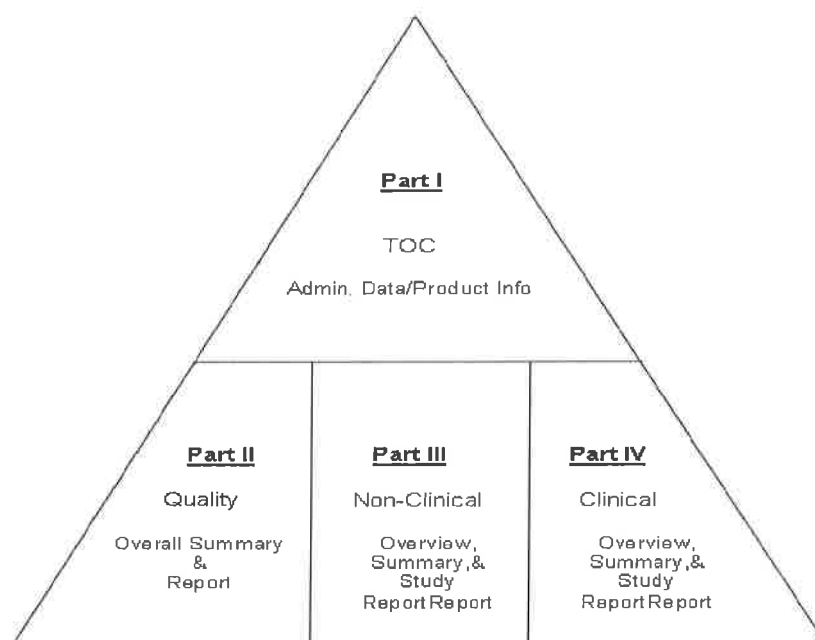 Part I
TOC
Admin, Data/Product Info
Part II
Quality
Overall Summary
&
Report
Part III
Non-Clinical
Overview,
Summary,&
Study
Report Report
Part IV
Clinical
Overview,
Summary,&
Study
Report Report